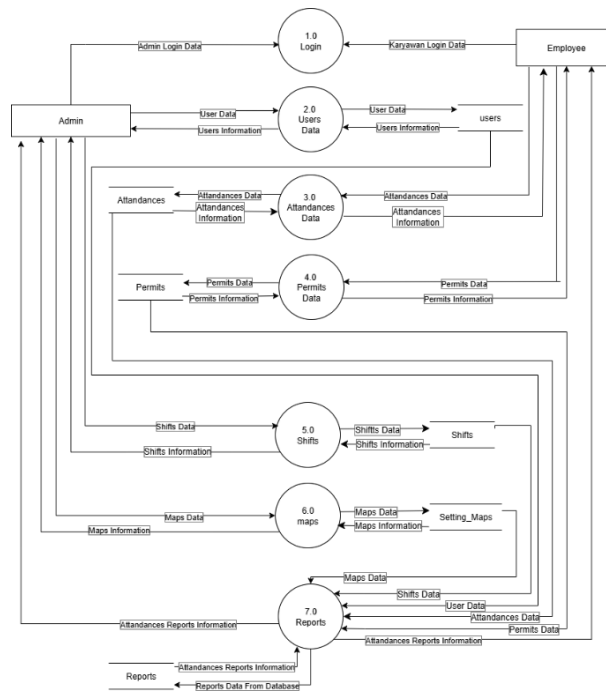 1.0
Login
Admin Login Data
Karyawan Login Data
Employee
Admin
User Data
Users Information
2.0
Users
Data
User Data
Users Information
users
Attandances
Attandances Data
Attandances
Information
3.0
Attandances
Data
Attandances Data
Attandances
Information
Permits
Permits Data
Permits Information
4.0
Permits
Data
Permits Data
Permits Information
Shifts Data
Shifts Information
5.0
Shifts
Shiftts Data
Shifts Information
Shifts
Maps Data
Maps Information
6.0
maps
Maps Data
Maps Information
Setting_Maps
Maps Data
Shifts Data
User Data
Attandances Data
Permits Data
Attandances Reports Information
7.0
Reports
Attandances Reports Information
Reports
Attandances Reports Information
Reports Data From Database